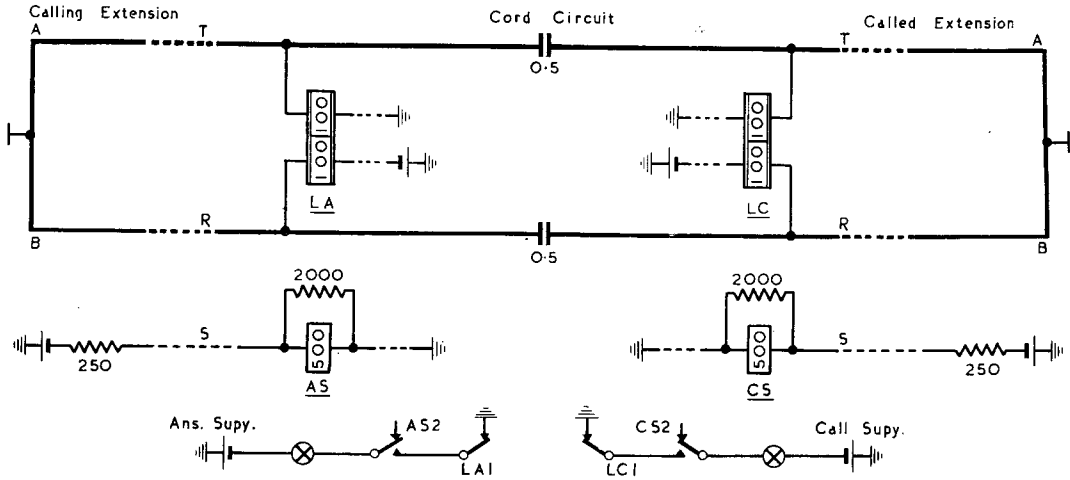 Calling Extension
Cord Circuit
Called Extension
A
T
T
A
0·5
100
100
100
100
LA
LC
R
R
B
0·5
B
2000
2000
S
S
250
500
500
250
AS
CS
Ans. Supy.
AS2
CS2
Call Supy.
LA1
LC1